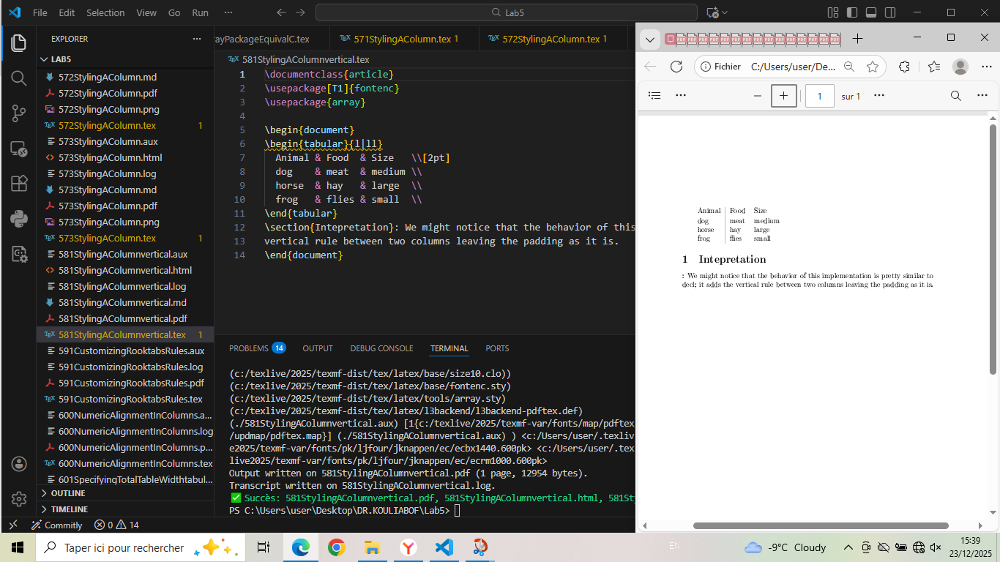 File Edit Selection View Go Run ··· Lab5
EXPLORER ···
LAB5
572StylingAColumn.md
572StylingAColumn.pdf
572StylingAColumn.png
572StylingAColumn.tex 1
573StylingAColumn.aux
573StylingAColumn.html
573StylingAColumn.log
573StylingAColumn.md
573StylingAColumn.pdf
573StylingAColumn.png
573StylingAColumn.tex 1
581StylingAColumnvertical.aux
581StylingAColumnvertical.html
581StylingAColumnvertical.log
581StylingAColumnvertical.md
581StylingAColumnvertical.pdf
581StylingAColumnvertical.tex 1
591CustomizingRooktabsRules.aux
591CustomizingRooktabsRules.log
591CustomizingRooktabsRules.pdf
591CustomizingRooktabsRules.tex
600NumericAlignmentInColumns.a...
600NumericAlignmentInColumns.log
600NumericAlignmentInColumns.p...
600NumericAlignmentInColumns.tex
601SpecifyingTotalTableWidthtabul...
OUTLINE
TIMELINE
rayPackageEquivalC.tex 571StylingAColumn.tex 1 572StylingAColumn.tex 1
581StylingAColumnvertical.tex
1 \documentclass{article}
2 \usepackage[T1]{fontenc}
3 \usepackage{array}
4
5 \begin{document}
6 \begin{tabular}{l|ll}
7 Animal & Food & Size \\[2pt]
8 dog & meat & medium \\
9 horse & hay & large \\
10 frog & flies & small \\
11 \end{tabular}
12 \section{Intepretation}: We might notice that the behavior of this
13 vertical rule between two columns leaving the padding as it is.
14 \end{document}
PROBLEMS 14 OUTPUT DEBUG CONSOLE TERMINAL PORTS
(c:/texlive/2025/texmf-dist/tex/latex/base/size10.clo))
(c:/texlive/2025/texmf-dist/tex/latex/base/fontenc.sty)
(c:/texlive/2025/texmf-dist/tex/latex/tools/array.sty)
(c:/texlive/2025/texmf-dist/tex/latex/l3backend/l3backend-pdftex.def)
(./581StylingAColumnvertical.aux) [1{c:/texlive/2025/texmf-var/fonts/map/pdftex
/updmap/pdftex.map}] (./581StylingAColumnvertical.aux) ) <c:/Users/user/.texliv
e2025/texmf-var/fonts/pk/ljfour/jknappen/ec/ecbx1440.600pk> <c:/Users/user/.tex
live2025/texmf-var/fonts/pk/ljfour/jknappen/ec/ecrm1000.600pk>
Output written on 581StylingAColumnvertical.pdf (1 page, 12954 bytes).
Transcript written on 581StylingAColumnvertical.log.
✅ Succès: 581StylingAColumnvertical.pdf, 581StylingAColumnvertical.html, 581St
PS C:\Users\user\Desktop\DR.KOULIABOF\Lab5>
Commitly 0 14
Fichier C:/Users/user/De...
1 sur 1
Animal Food Size
dog meat medium
horse hay large
frog flies small
1 Intepretation
: We might notice that the behavior of this implementation is pretty similar to
decl; it adds the vertical rule between two columns leaving the padding as it is.
Taper ici pour rechercher
EN
-9°C Cloudy
15:39
23/12/2025